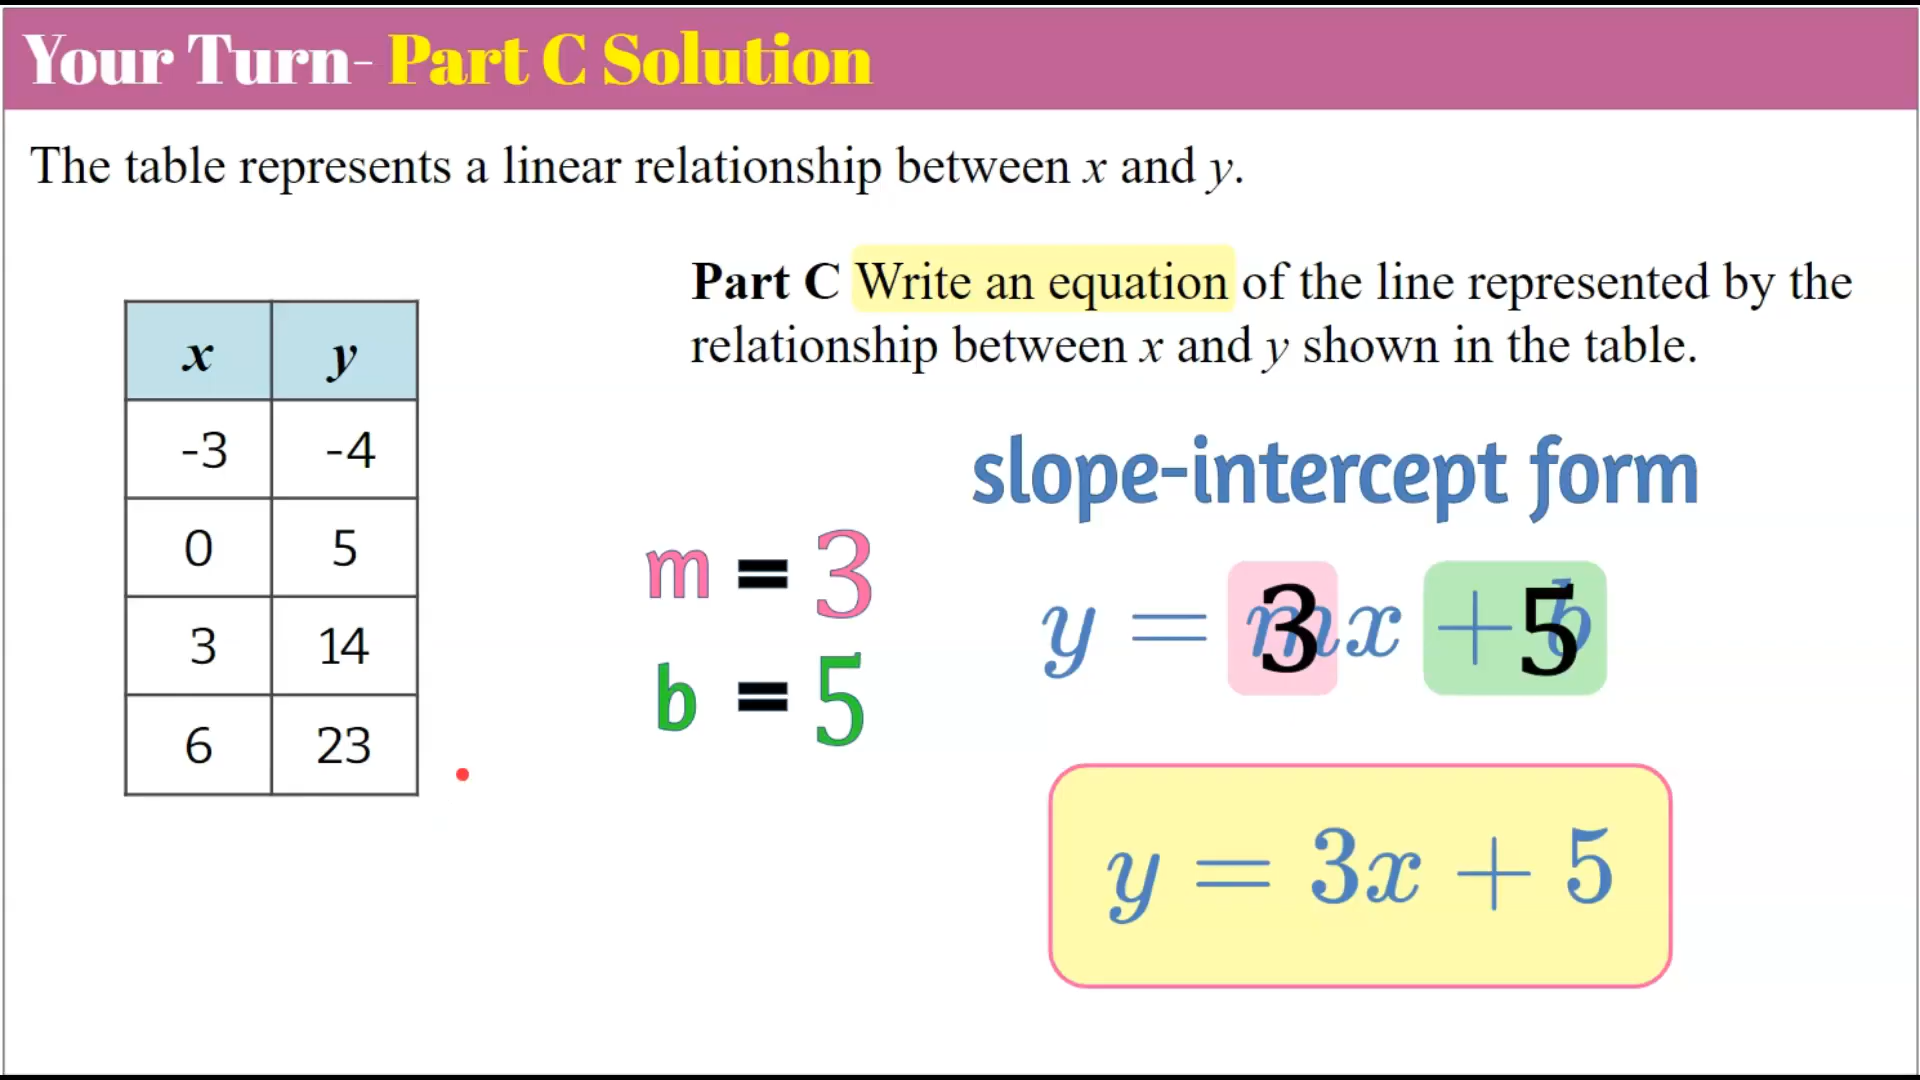 Your Turn- Part C Solution
The table represents a linear relationship between x and y.
Part C Write an equation of the line represented by the
relationship between x and y shown in the table.
x y
-3 -4
0 5
3 14
6 23
slope-intercept form
m = 3
b = 5
y = mx + b
3 5
y = 3x + 5